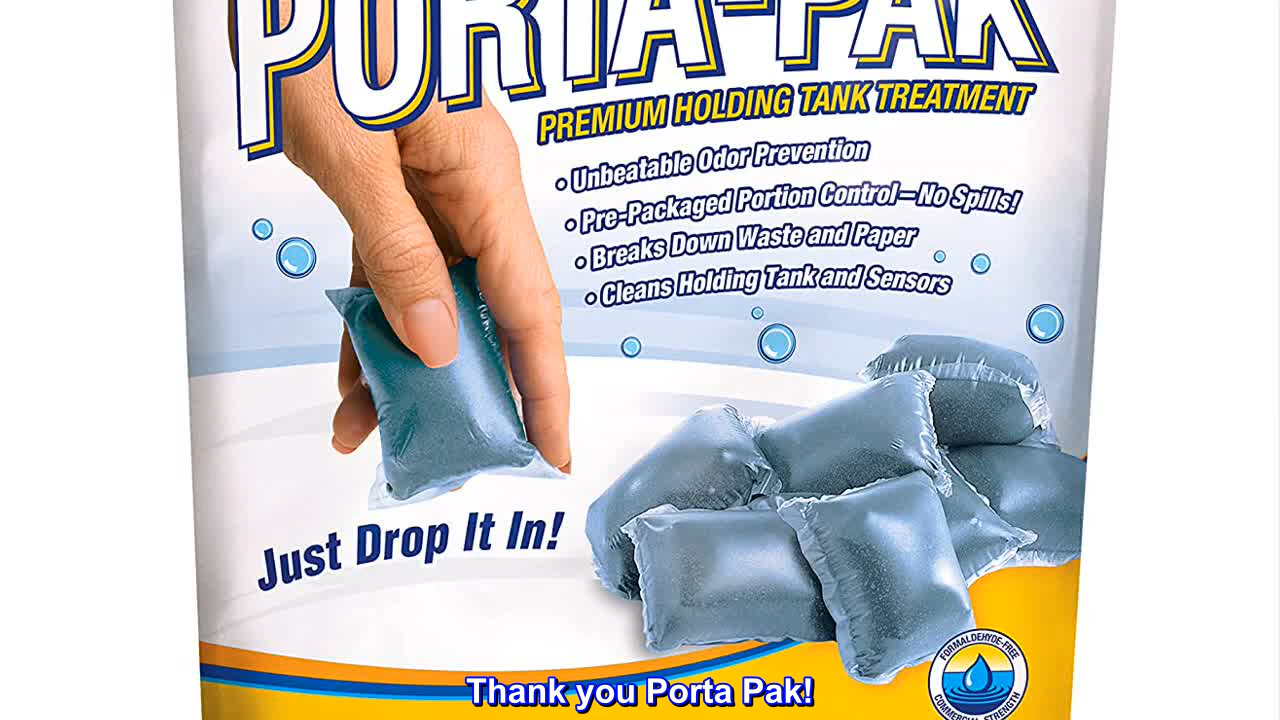 PORTA-PAK
PREMIUM HOLDING TANK TREATMENT
• Unbeatable Odor Prevention
• Pre-Packaged Portion Control–No Spills!
• Breaks Down Waste and Paper
• Cleans Holding Tank and Sensors
Just Drop It In!
FORMALDEHYDE-FREE
COMMERCIAL STRENGTH
Thank you Porta Pak!